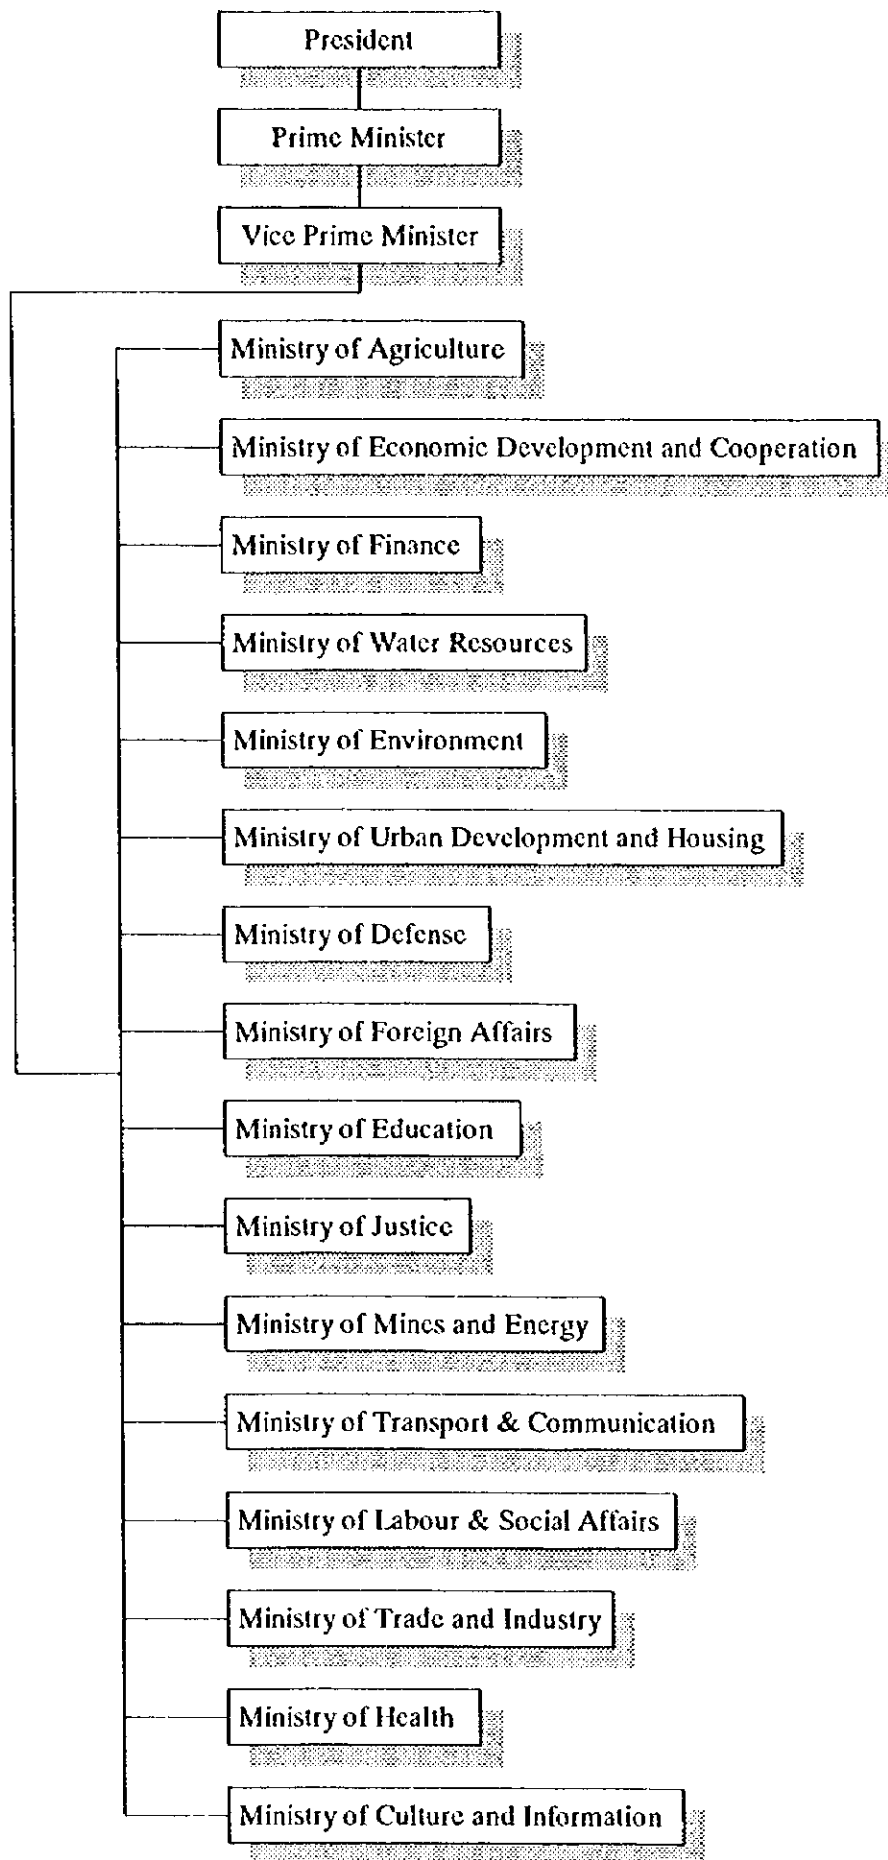 President
Prime Minister
Vice Prime Minister
Ministry of Agriculture
Ministry of Economic Development and Cooperation
Ministry of Finance
Ministry of Water Resources
Ministry of Environment
Ministry of Urban Development and Housing
Ministry of Defense
Ministry of Foreign Affairs
Ministry of Education
Ministry of Justice
Ministry of Mines and Energy
Ministry of Transport & Communication
Ministry of Labour & Social Affairs
Ministry of Trade and Industry
Ministry of Health
Ministry of Culture and Information